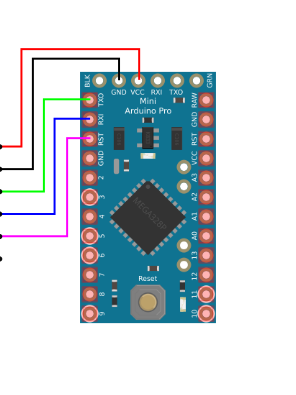 BLK GND VCC RXI TXO GRN
Mini
Arduino Pro
TXO
RXI
RST
GND
2
3
4
5
6
7
8
9
RAW
GND
RST
VCC
A3
A2
A1
A0
13
12
11
10
MEGA328P
Reset